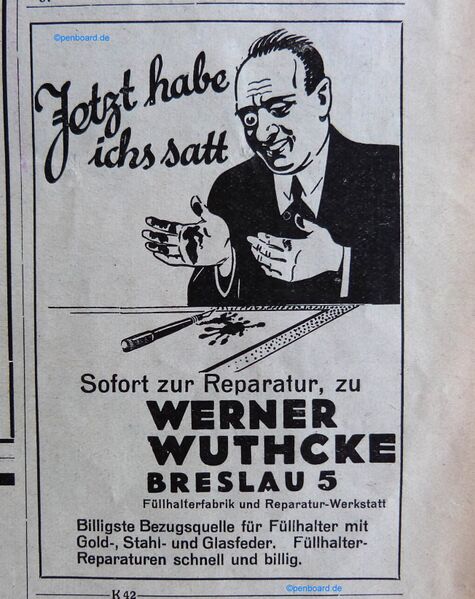 ©penboard.de
Jetzt habe
ichs satt
Sofort zur Reparatur, zu
WERNER
WUTHCKE
BRESLAU 5
Füllhalterfabrik und Reparatur-Werkstatt
Billigste Bezugsquelle für Füllhalter mit
Gold-, Stahl- und Glasfeder. Füllhalter-
Reparaturen schnell und billig.
©penboard.de
K 42